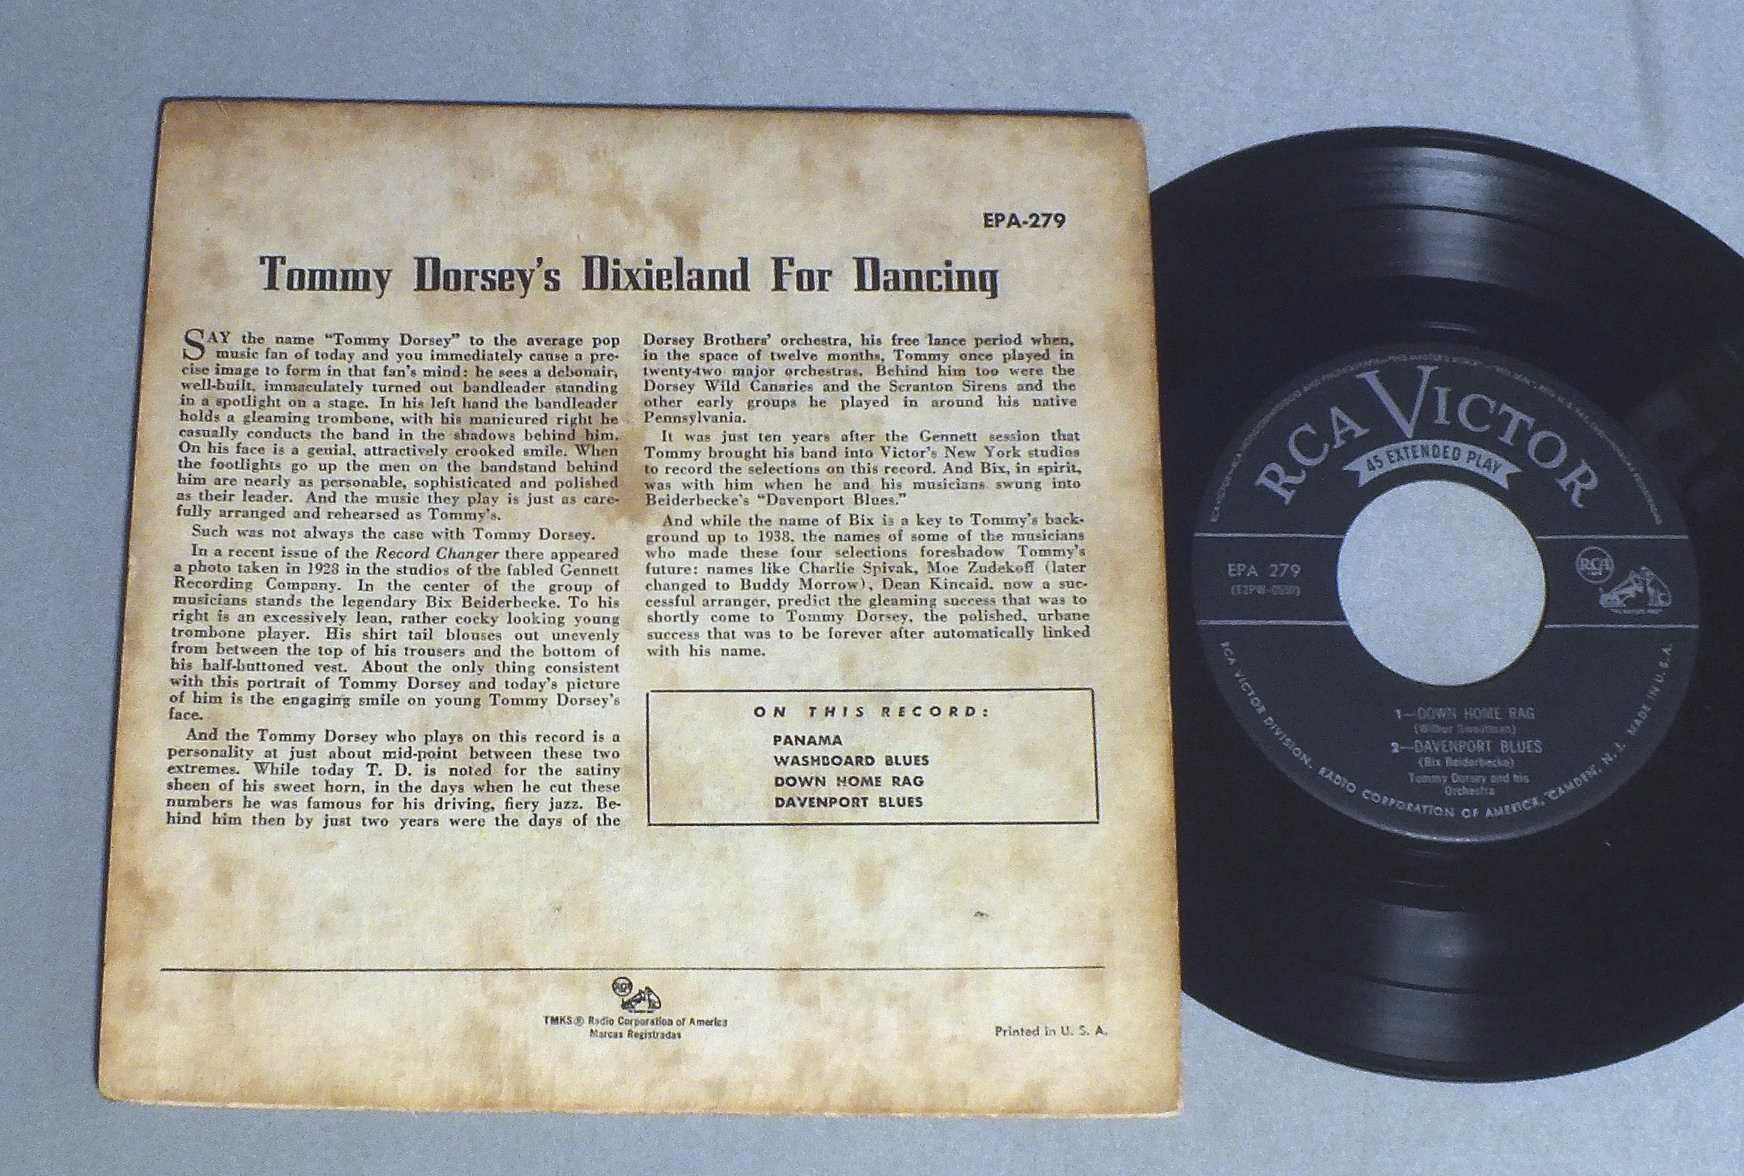 EPA-279
Tommy Dorsey's Dixieland For Dancing
SAY the name "Tommy Dorsey" to the average pop
music fan of today and you immediately cause a pre-
cise image to form in that fan's mind: he sees a debonair,
well-built, immaculately turned out bandleader standing
in a spotlight on a stage. In his left hand the bandleader
holds a gleaming trombone, with his manicured right he
casually conducts the band in the shadows behind him.
On his face is a genial, attractively crooked smile. When
the footlights go up the men on the bandstand behind
him are nearly as personable, sophisticated and polished
as their leader. And the music they play is just as care-
fully arranged and rehearsed as Tommy's.
Such was not always the case with Tommy Dorsey.
In a recent issue of the Record Changer there appeared
a photo taken in 1928 in the studios of the fabled Gennett
Recording Company. In the center of the group of
musicians stands the legendary Bix Beiderbecke. To his
right is an excessively lean, rather cocky looking young
trombone player. His shirt tail blouses out unevenly
from between the top of his trousers and the bottom of
his half-buttoned vest. About the only thing consistent
with this portrait of Tommy Dorsey and today's picture
of him is the engaging smile on young Tommy Dorsey's
face.
And the Tommy Dorsey who plays on this record is a
personality at just about mid-point between these two
extremes. While today T. D. is noted for the satiny
sheen of his sweet horn, in the days when he cut these
numbers he was famous for his driving, fiery jazz. Be-
hind him then by just two years were the days of the
Dorsey Brothers' orchestra, his free lance period when,
in the space of twelve months, Tommy once played in
twenty-two major orchestras. Behind him too were the
Dorsey Wild Canaries and the Scranton Sirens and the
other early groups he played in around his native
Pennsylvania.
It was just ten years after the Gennett session that
Tommy brought his band into Victor's New York studios
to record the selections on this record. And Bix, in spirit,
was with him when he and his musicians swung into
Beiderbecke's "Davenport Blues."
And while the name of Bix is a key to Tommy's back-
ground up to 1938, the names of some of the musicians
who made these four selections foreshadow Tommy's
future: names like Charlie Spivak, Moe Zudekoff (later
changed to Buddy Morrow), Dean Kincaid, now a suc-
cessful arranger, predict the gleaming success that was to
shortly come to Tommy Dorsey, the polished, urbane
success that was to be forever after automatically linked
with his name.
ON THIS RECORD:
PANAMA
WASHBOARD BLUES
DOWN HOME RAG
DAVENPORT BLUES
RCA
TMKS ® Radio Corporation of America
Marcas Registradas
Printed in U. S. A.
RCA VICTOR
45 EXTENDED PLAY
EPA 279
RCA
1—DOWN HOME RAG
(Wilbur Sweatman)
2—DAVENPORT BLUES
(Bix Beiderbecke)
Tommy Dorsey and his
Orchestra
RCA VICTOR DIVISION, RADIO CORPORATION OF AMERICA, CAMDEN, N. J. MADE IN U.S.A.